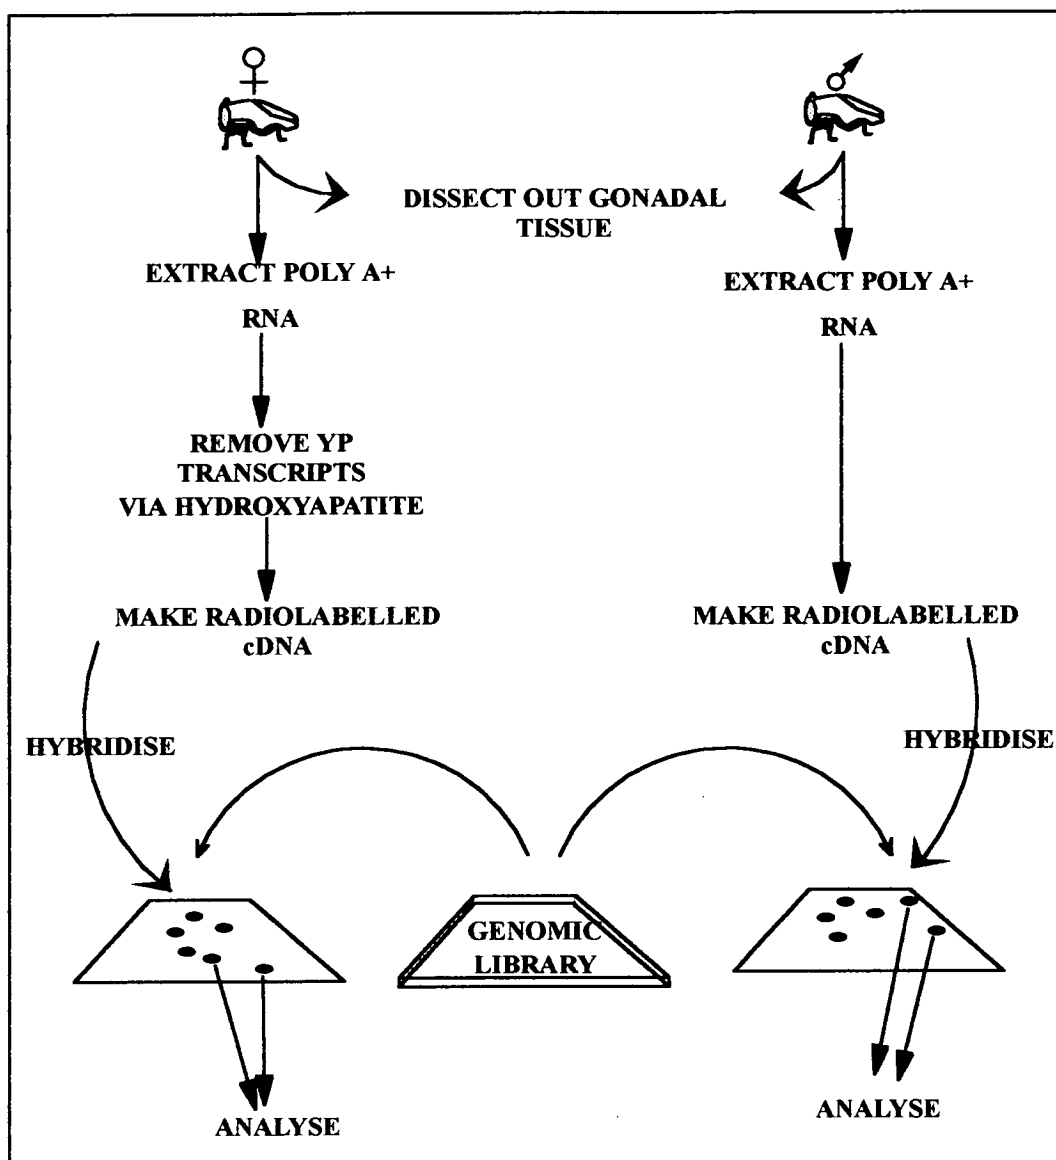 ♀
♂
DISSECT OUT GONADAL
TISSUE
EXTRACT POLY A+
RNA
EXTRACT POLY A+
RNA
REMOVE YP
TRANSCRIPTS
VIA HYDROXYAPATITE
MAKE RADIOLABELLED
cDNA
MAKE RADIOLABELLED
cDNA
HYBRIDISE
HYBRIDISE
GENOMIC
LIBRARY
ANALYSE
ANALYSE